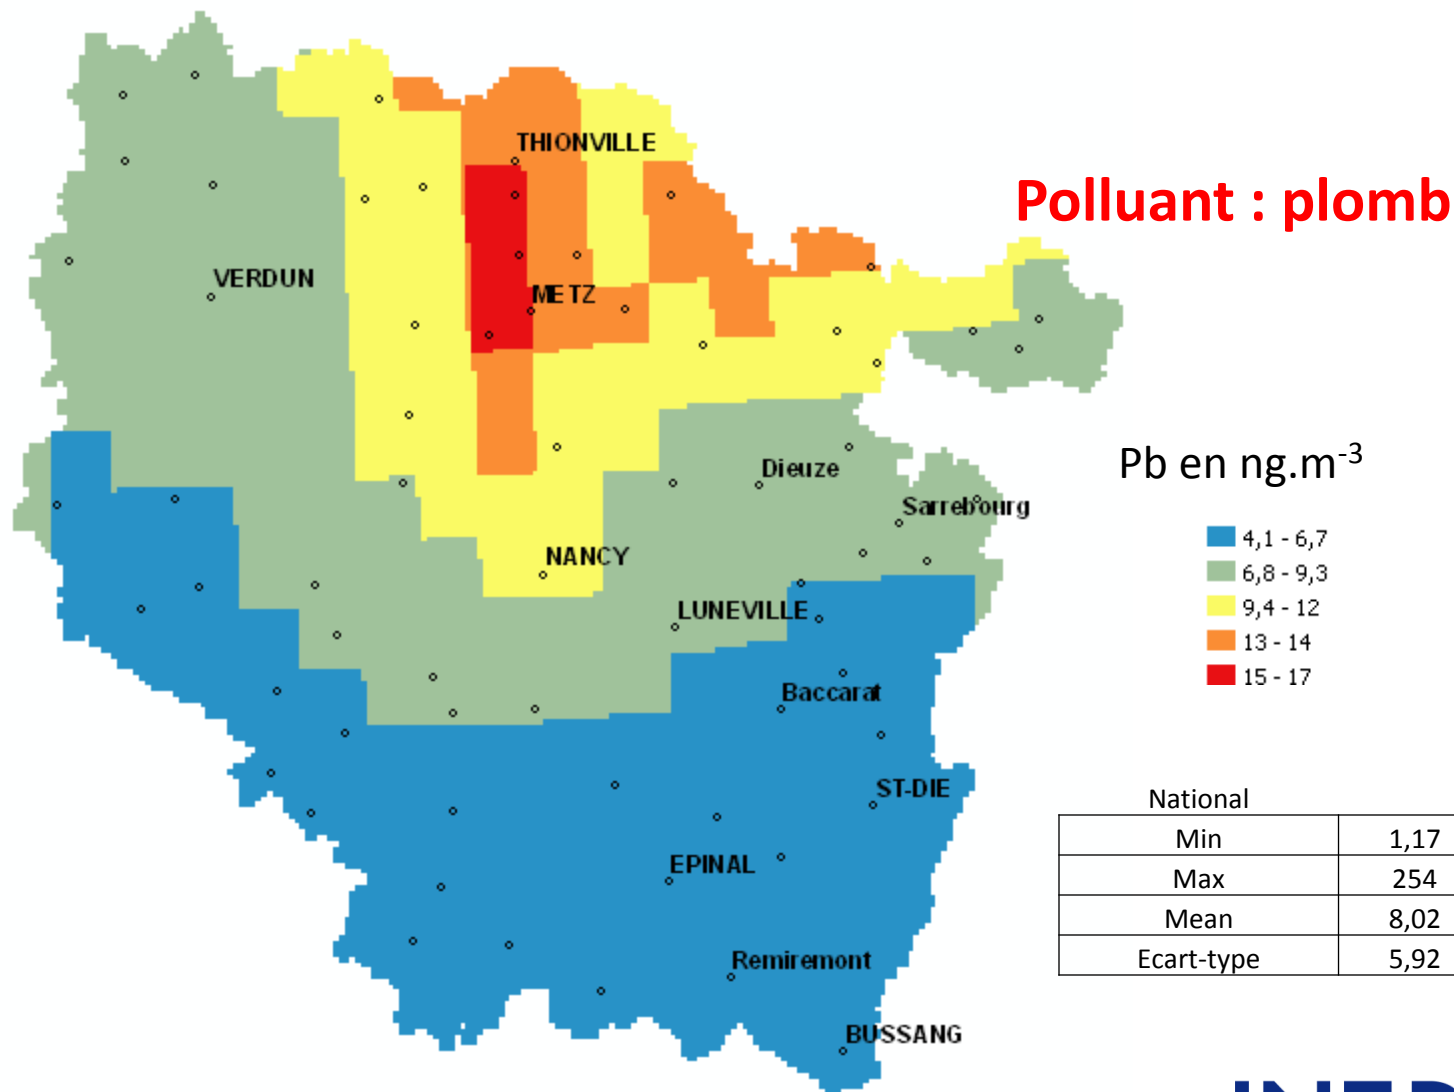 THIONVILLE
Polluant : plomb
VERDUN
METZ
Pb en ng.m-3
Dieuze
Sarrebourg
4,1 - 6,7
6,8 - 9,3
9,4 - 12
13 - 14
15 - 17
NANCY
LUNEVILLE
Baccarat
ST-DIE
EPINAL
Remiremont
BUSSANG
National
Min 1,17
Max 254
Mean 8,02
Ecart-type 5,92